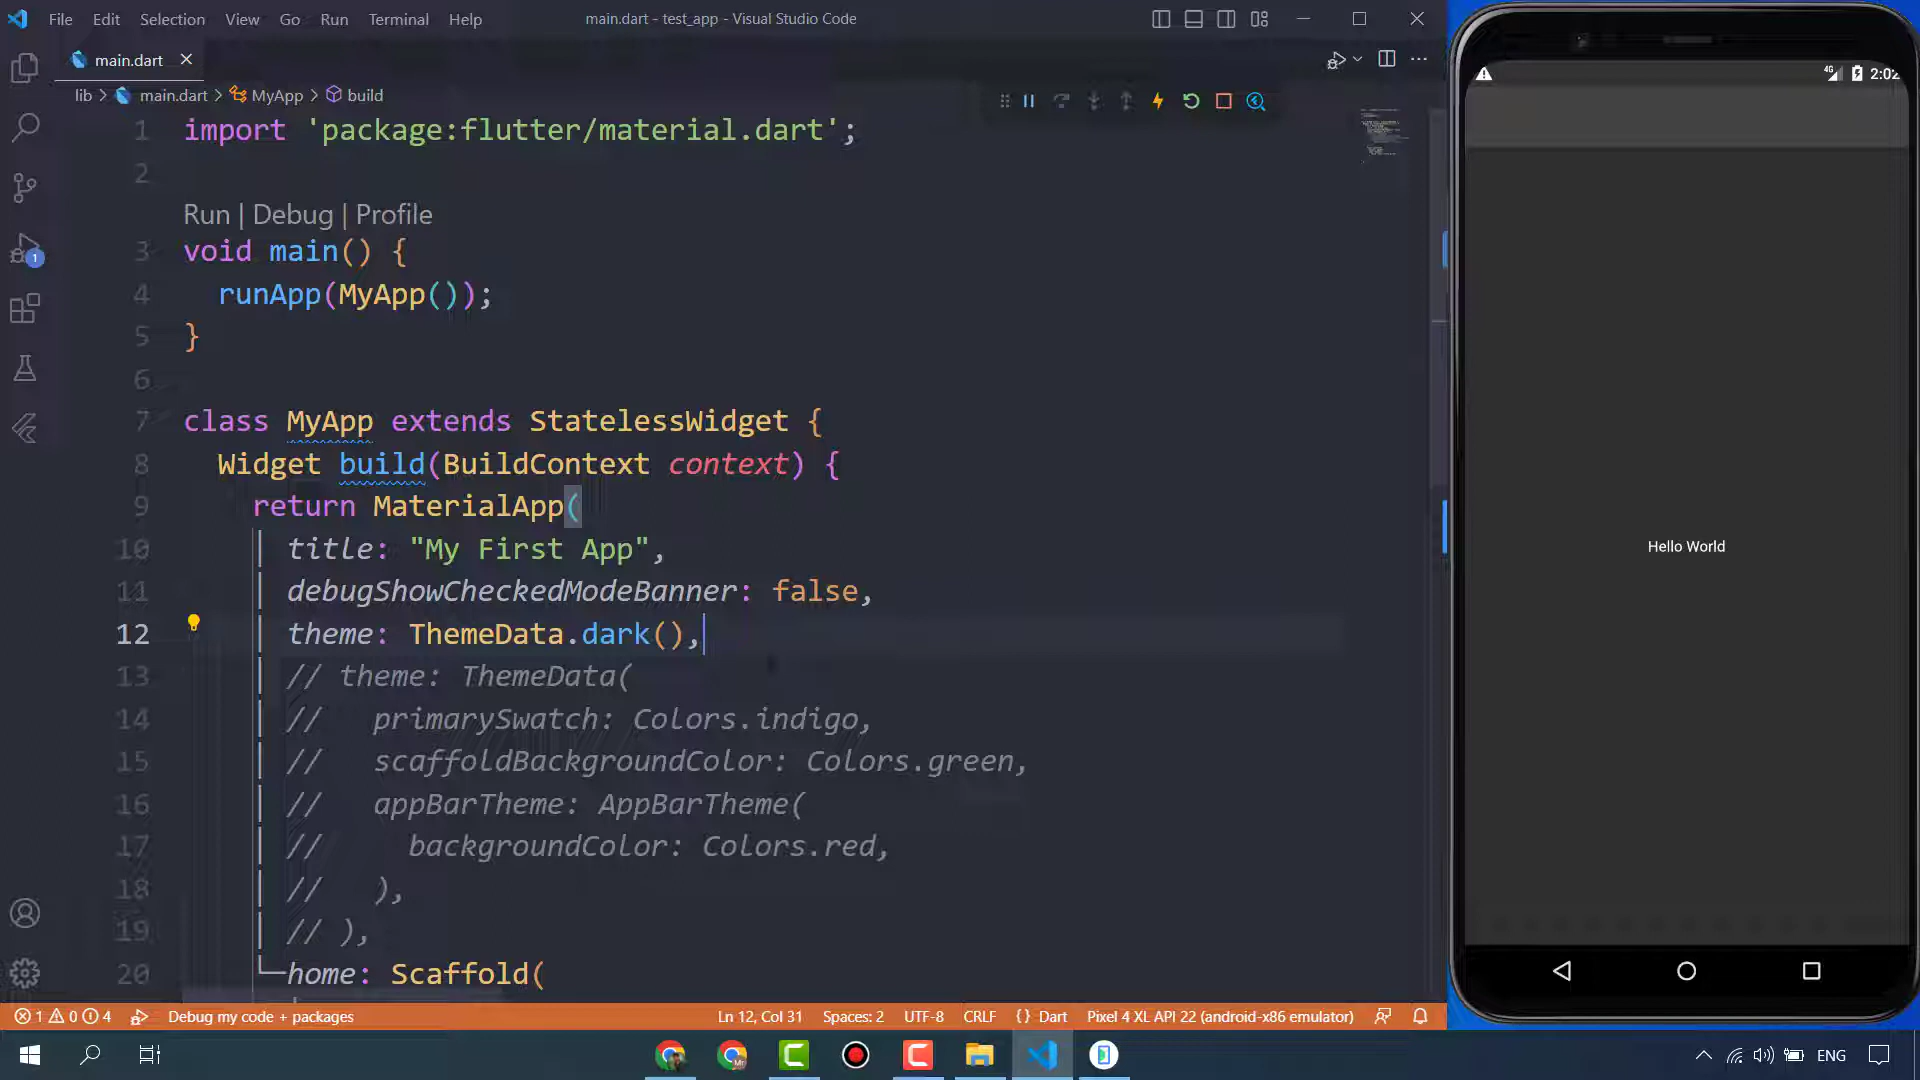 File Edit Selection View Go Run Terminal Help
main.dart - test_app - Visual Studio Code
main.dart
lib > main.dart > MyApp > build
1 import 'package:flutter/material.dart';
2
Run | Debug | Profile
3 void main() {
4 runApp(MyApp());
5 }
6
7 class MyApp extends StatelessWidget {
8 Widget build(BuildContext context) {
9 return MaterialApp(
10 title: "My First App",
11 debugShowCheckedModeBanner: false,
12 theme: ThemeData.dark(),
13 // theme: ThemeData(
14 // primarySwatch: Colors.indigo,
15 // scaffoldBackgroundColor: Colors.green,
16 // appBarTheme: AppBarTheme(
17 // backgroundColor: Colors.red,
18 // ),
19 // ),
20 home: Scaffold(
1
4G 2:02
Hello World
1 0 4 Debug my code + packages
Ln 12, Col 31 Spaces: 2 UTF-8 CRLF {} Dart Pixel 4 XL API 22 (android-x86 emulator)
ENG